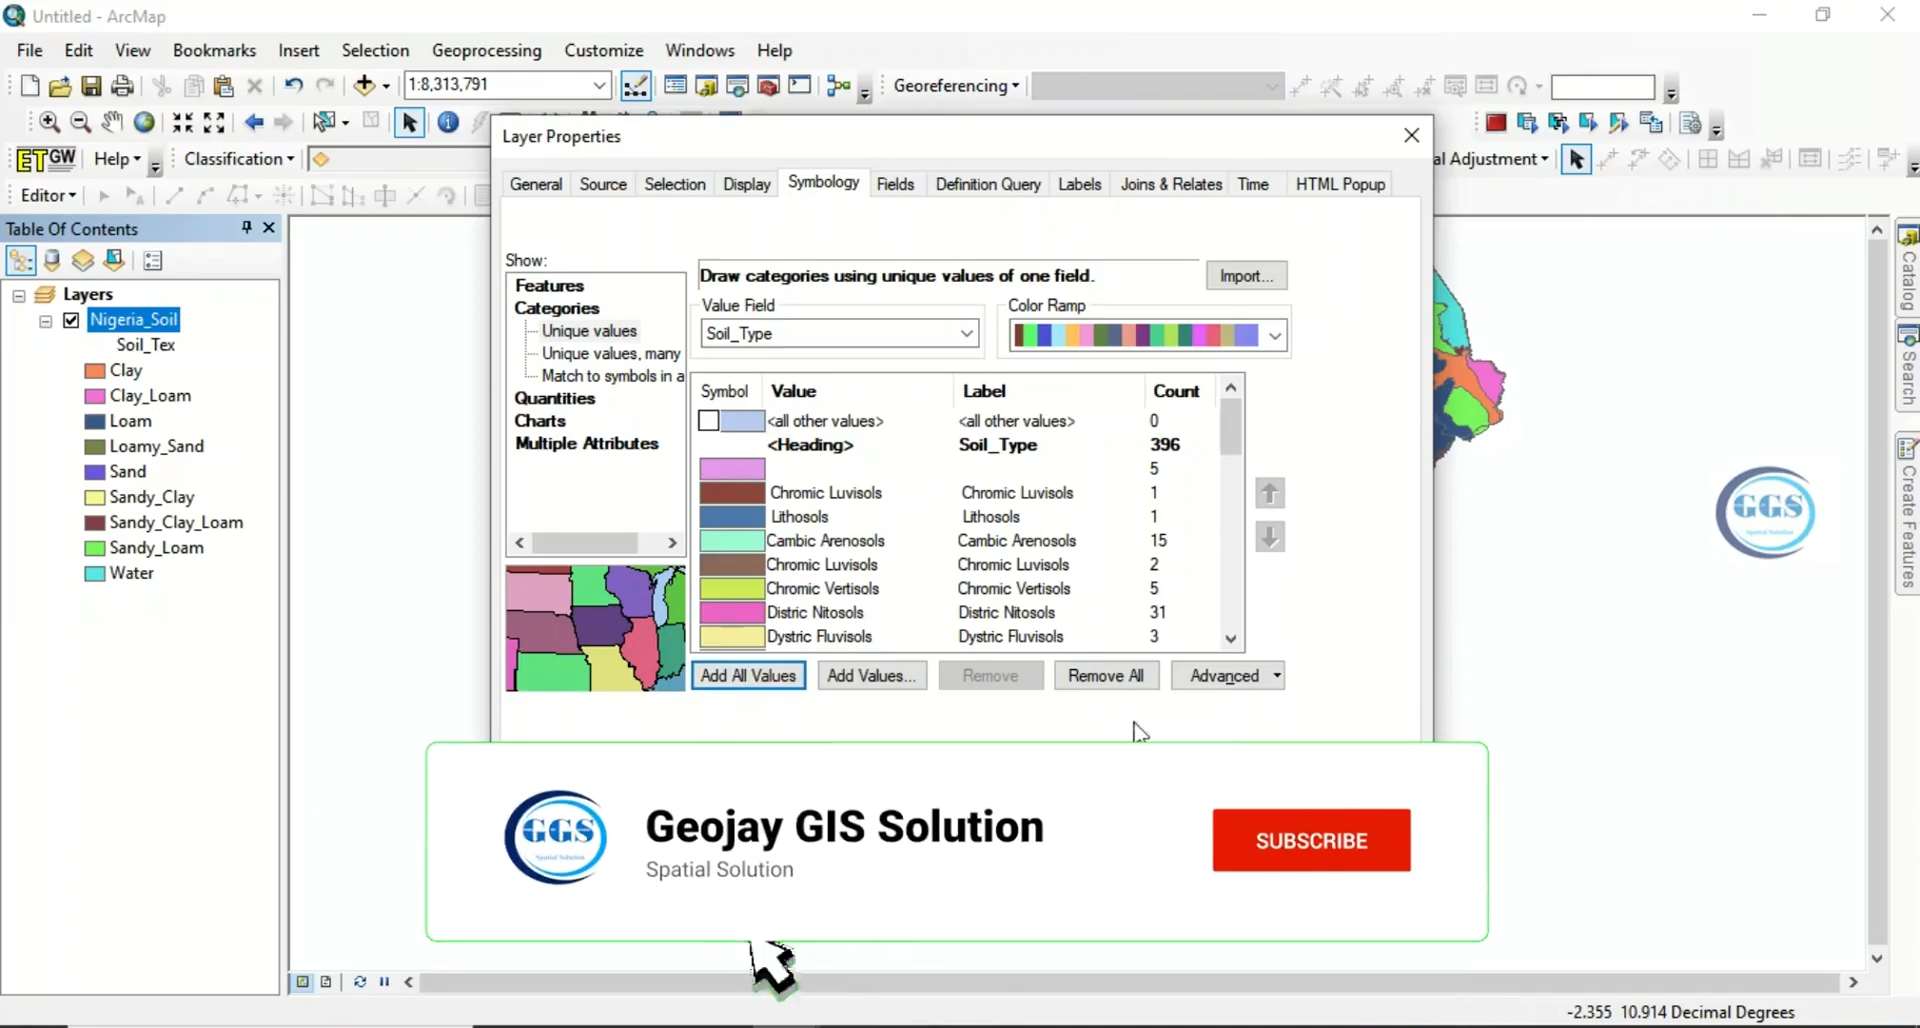 Untitled - ArcMap
File Edit View Bookmarks Insert Selection Geoprocessing Customize Windows Help
1:8,313,791 Georeferencing
ET GW Help Classification al Adjustment
Editor
Table Of Contents
Layers
Nigeria_Soil
Soil_Tex
Clay
Clay_Loam
Loam
Loamy_Sand
Sand
Sandy_Clay
Sandy_Clay_Loam
Sandy_Loam
Water
Layer Properties
General Source Selection Display Symbology Fields Definition Query Labels Joins & Relates Time HTML Popup
Show:
Features
Categories
Unique values
Unique values, many
Match to symbols in a
Quantities
Charts
Multiple Attributes
Draw categories using unique values of one field.
Import...
Value Field
Soil_Type
Color Ramp
Symbol Value Label Count
<all other values> <all other values> 0
<Heading> Soil_Type 396
5
Chromic Luvisols Chromic Luvisols 1
Lithosols Lithosols 1
Cambic Arenosols Cambic Arenosols 15
Chromic Luvisols Chromic Luvisols 2
Chromic Vertisols Chromic Vertisols 5
Distric Nitosols Distric Nitosols 31
Dystric Fluvisols Dystric Fluvisols 3
Add All Values Add Values... Remove Remove All Advanced
Catalog
Search
Create Features
GGS
Spatial Solution
GGS
Spatial Solution
Geojay GIS Solution
Spatial Solution
SUBSCRIBE
-2.355 10.914 Decimal Degrees